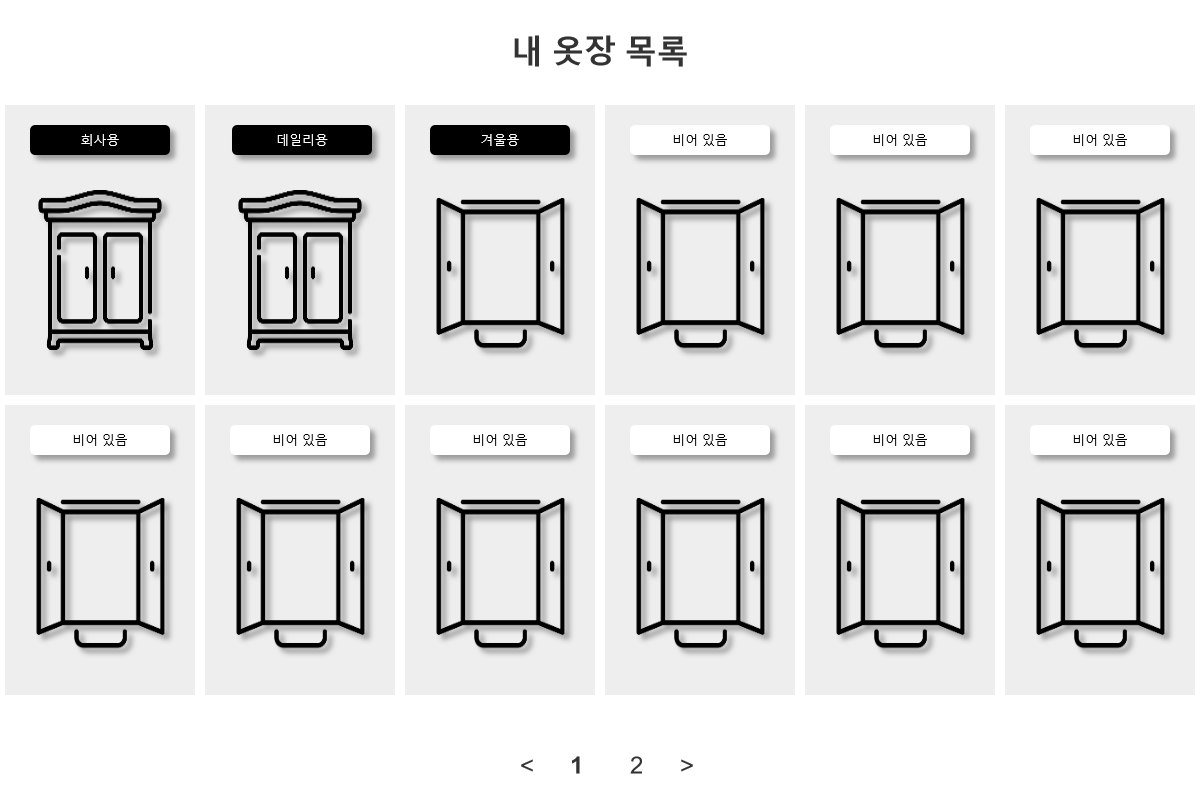 내 옷장 목록
회사용 데일리용 겨울용 비어 있음 비어 있음 비어 있음
비어 있음 비어 있음 비어 있음 비어 있음 비어 있음 비어 있음
< 1 2 >